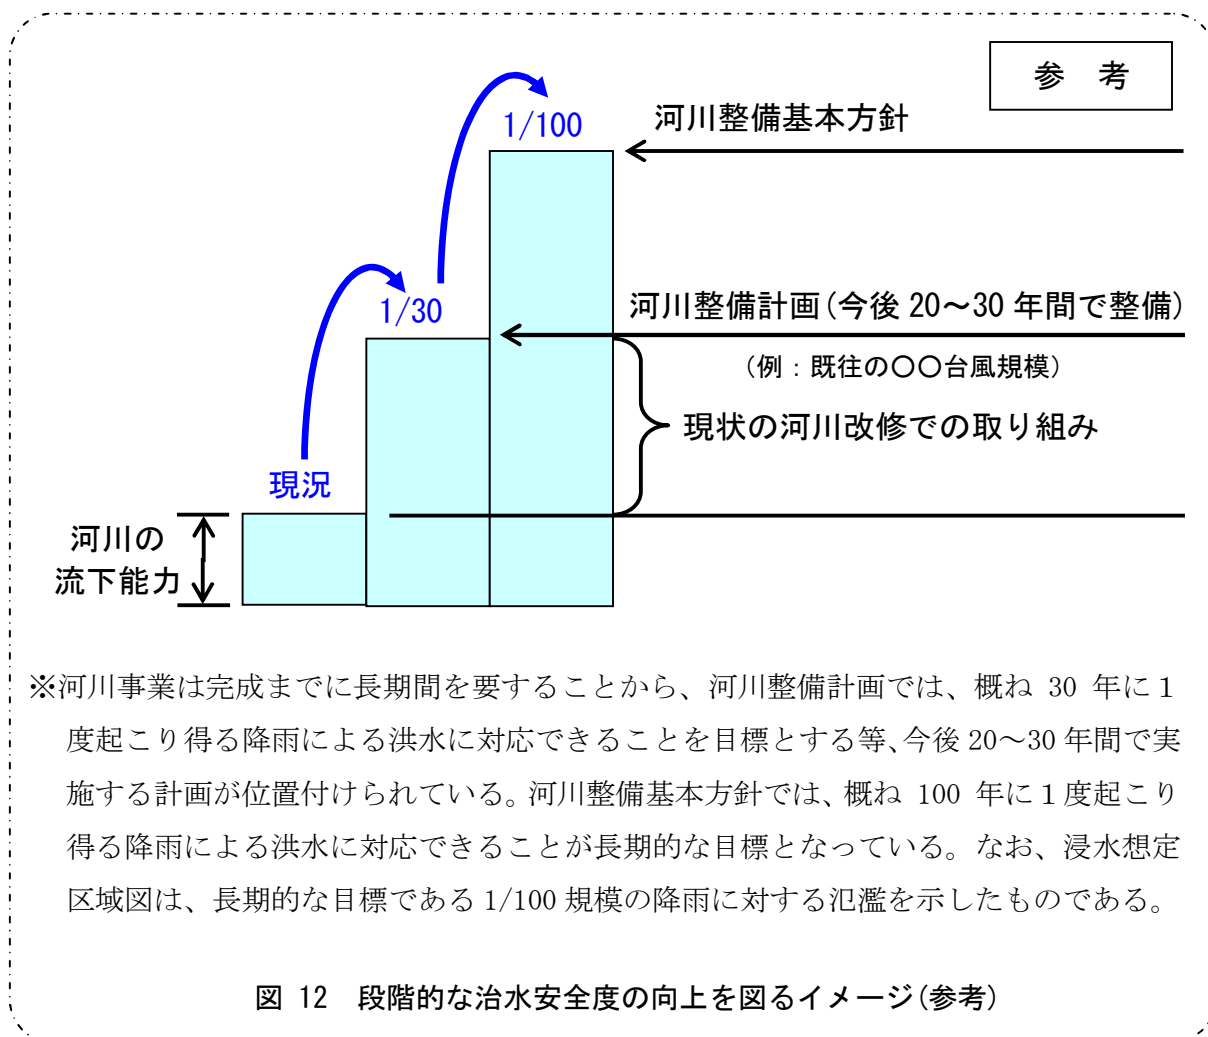 参 考
1/100
河川整備基本方針
1/30
河川整備計画(今後 20～30 年間で整備)
(例：既往の〇〇台風規模)
現状の河川改修での取り組み
現況
河川の
流下能力
※河川事業は完成までに長期間を要することから、河川整備計画では、概ね 30 年に１
度起こり得る降雨による洪水に対応できることを目標とする等、今後 20～30 年間で実
施する計画が位置付けられている。河川整備基本方針では、概ね 100 年に１度起こり
得る降雨による洪水に対応できることが長期的な目標となっている。なお、浸水想定
区域図は、長期的な目標である 1/100 規模の降雨に対する氾濫を示したものである。
図 12 段階的な治水安全度の向上を図るイメージ(参考)